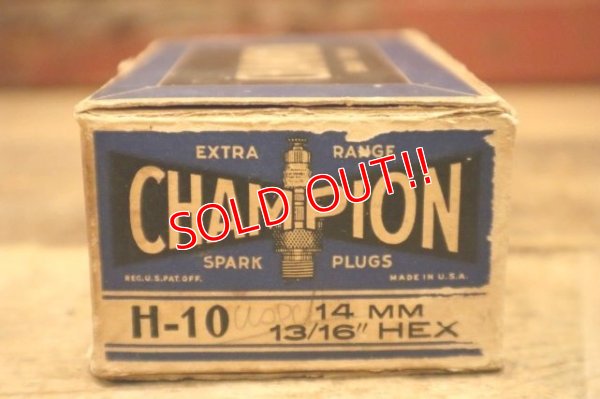 EXTRA RANGE
CHAMPION
SOLD OUT!!
SPARK PLUGS
REG. U.S. PAT. OFF. MADE IN U.S.A.
H-10 14 MM
13/16" HEX